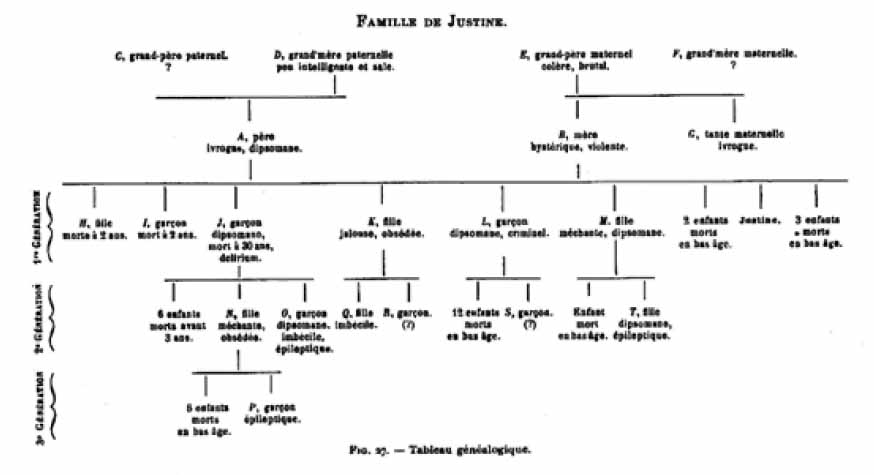 FAMILLE DE JUSTINE.
C, grand-père paternel.
?
D, grand'mère paternelle
peu intelligente et sale.
E, grand-père maternel
colère, brutal.
F, grand'mère maternelle.
?
A, père
ivrogne, dipsomane.
B, mère
hystérique, violente.
G, tante maternelle
ivrogne.
1re GÉNÉRATION
H, fille
morte à 2 ans.
I, garçon
mort à 2 ans.
J, garçon
dipsomane,
mort à 30 ans,
delirium.
K, fille
jalouse, obsédée.
L, garçon
dipsomane, criminel.
M, fille
méchante, dipsomane.
2 enfants
morts
en bas âge.
Justine.
3 enfants
morts
en bas âge.
2e GÉNÉRATION
6 enfants
morts avant
3 ans.
N, fille
méchante,
obsédée.
O, garçon
dipsomane,
imbécile,
épileptique.
Q, fille
imbécile.
R, garçon.
(?)
12 enfants
morts
en bas âge.
S, garçon.
(?)
Enfant
mort
en bas âge.
T, fille
dipsomane,
épileptique.
3e GÉNÉRATION
5 enfants
morts
en bas âge.
P, garçon
épileptique.
FIG. 27. — Tableau généalogique.